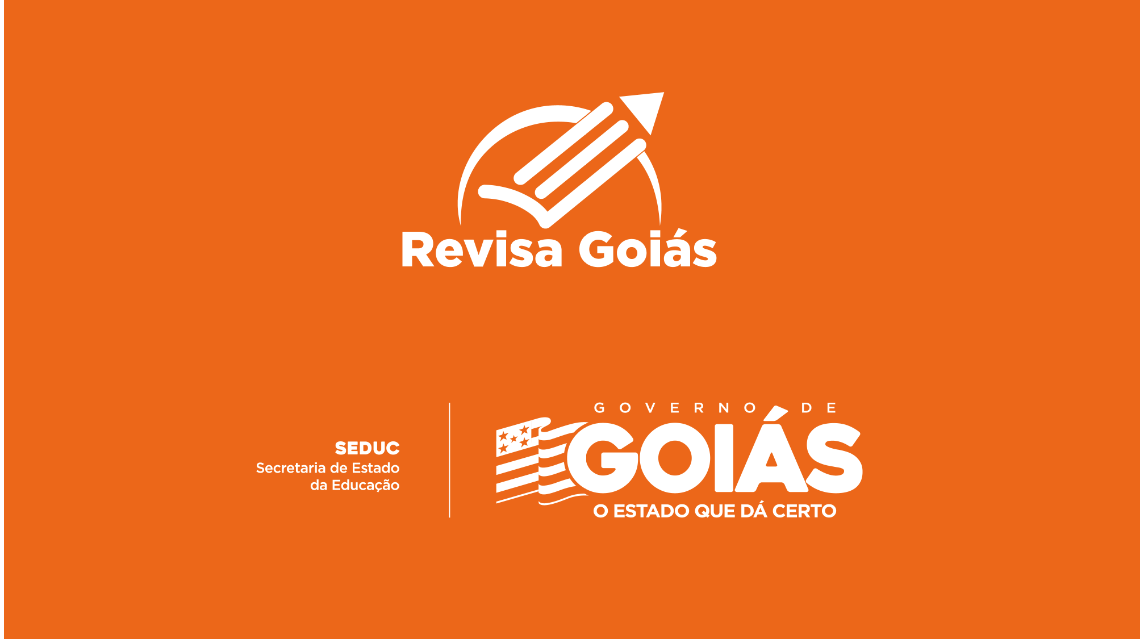 Revisa Goiás
SEDUC
Secretaria de Estado
da Educação
GOVERNO DE
GOIÁS
O ESTADO QUE DÁ CERTO